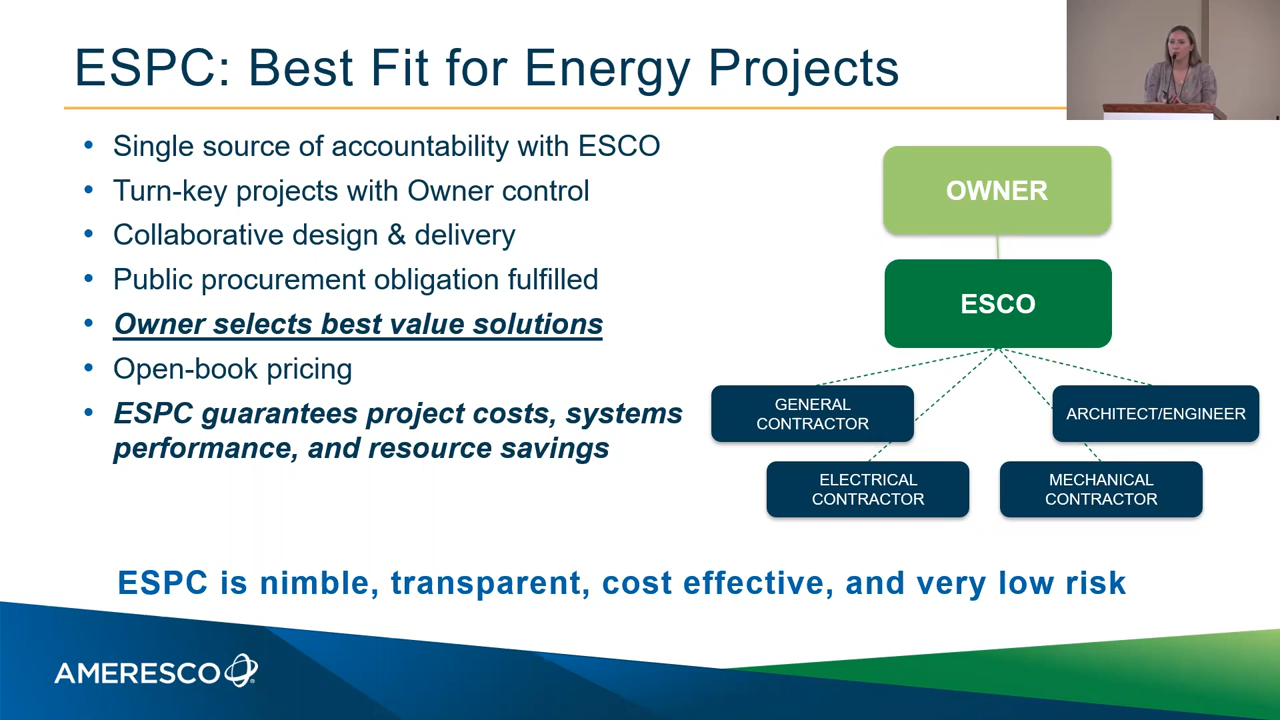 ESPC: Best Fit for Energy Projects
• Single source of accountability with ESCO
• Turn-key projects with Owner control
• Collaborative design & delivery
• Public procurement obligation fulfilled
• Owner selects best value solutions
• Open-book pricing
• ESPC guarantees project costs, systems
performance, and resource savings
OWNER
ESCO
GENERAL
CONTRACTOR
ARCHITECT/ENGINEER
ELECTRICAL
CONTRACTOR
MECHANICAL
CONTRACTOR
ESPC is nimble, transparent, cost effective, and very low risk
AMERESCO